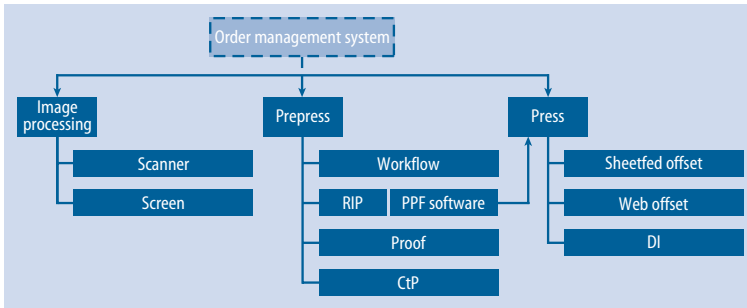 Order management system
Image
processing
Prepress
Press
Scanner
Workflow
Sheetfed offset
Screen
RIP
PPF software
Web offset
Proof
DI
CtP